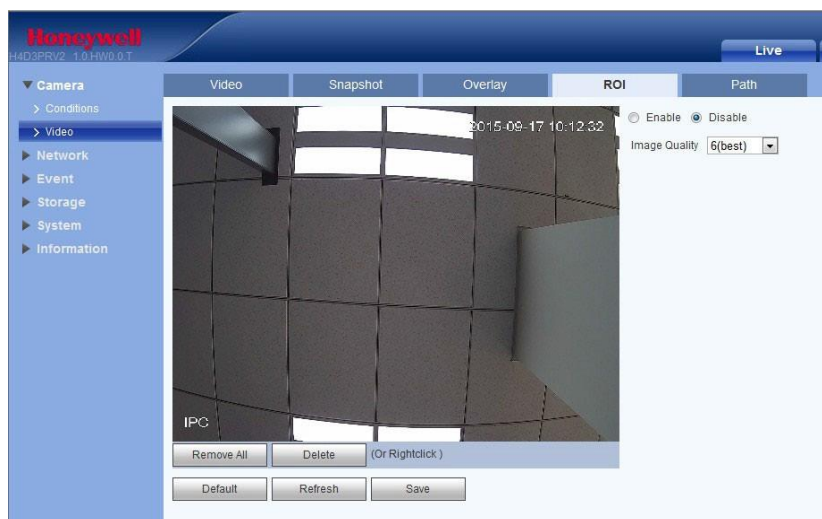 Honeywell
H4D3PRV2 1.0.HW0.0.T
Live
Camera
Conditions
Video
Network
Event
Storage
System
Information
Video Snapshot Overlay ROI Path
2015-09-17 10:12:32
IPC
Enable Disable
Image Quality 6(best)
Remove All Delete (Or Rightclick )
Default Refresh Save